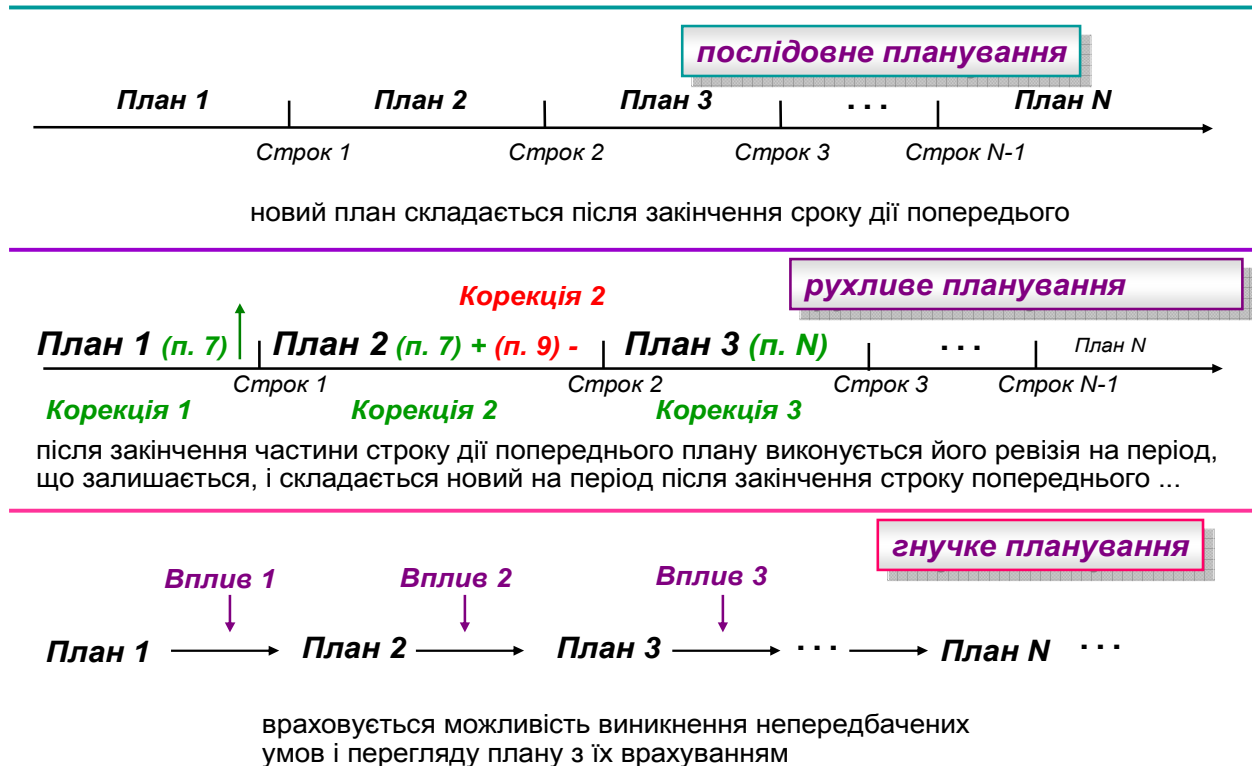 послідовне планування
План 1 План 2 План 3 . . . План N
Строк 1 Строк 2 Строк 3 Строк N-1
новий план складається після закінчення сроку дії попередього
рухливе планування
Корекція 2
План 1 (п. 7) План 2 (п. 7) + (п. 9) - План 3 (п. N) . . . План N
Строк 1 Строк 2 Строк 3 Строк N-1
Корекція 1 Корекція 2 Корекція 3
після закінчення частини строку дії попереднього плану виконується його ревізія на період,
що залишається, і складається новий на період після закінчення строку попереднього ...
гнучке планування
Вплив 1 Вплив 2 Вплив 3
План 1 План 2 План 3 . . . План N . . .
враховується можливість виникнення непередбачених
умов і перегляду плану з їх врахуванням